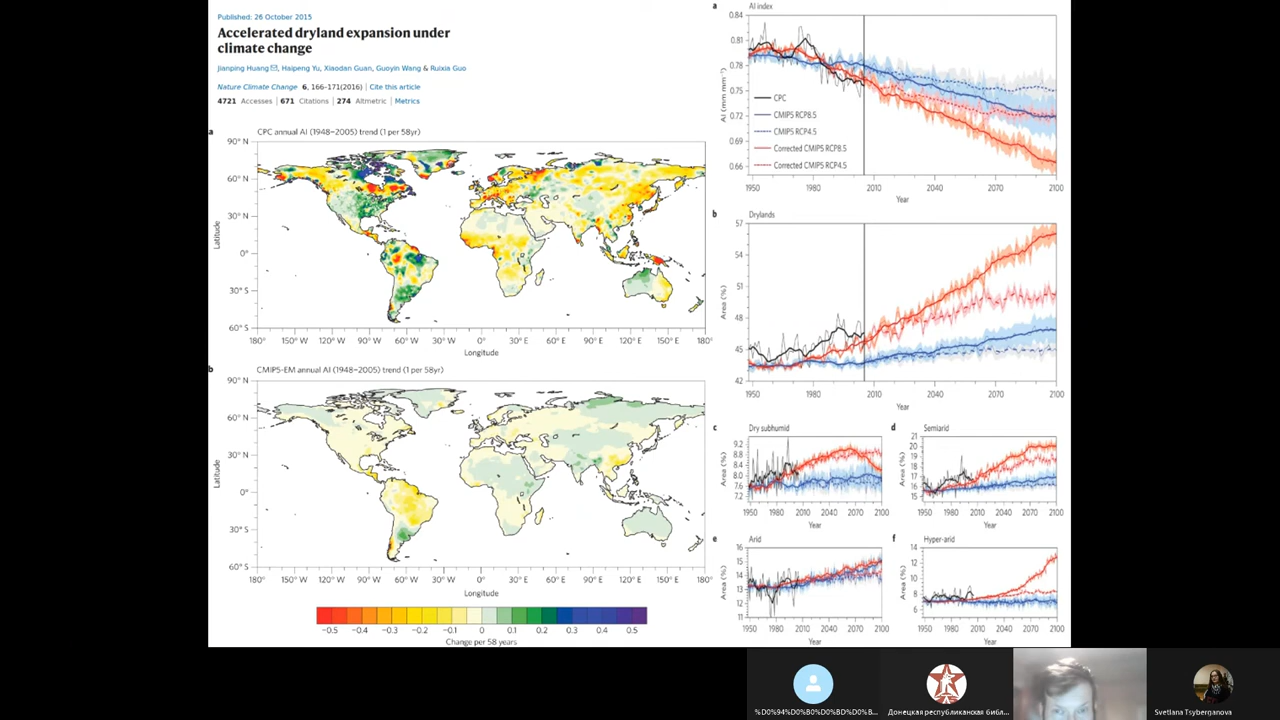 Published: 26 October 2015
Accelerated dryland expansion under
climate change
Jianping Huang, Haipeng Yu, Xiaodan Guan, Guoyin Wang & Ruixia Guo
Nature Climate Change 6, 166–171(2016) | Cite this article
4721 Accesses | 671 Citations | 274 Altmetric | Metrics
a CPC annual AI (1948–2005) trend (1 per 58yr)
90° N
60° N
30° N
0°
30° S
60° S
Latitude
180° 150° W 120° W 90° W 60° W 30° W 0° 30° E 60° E 90° E 120° E 150° E 180°
Longitude
b CMIP5-EM annual AI (1948–2005) trend (1 per 58yr)
90° N
60° N
30° N
0°
30° S
60° S
Latitude
180° 150° W 120° W 90° W 60° W 30° W 0° 30° E 60° E 90° E 120° E 150° E 180°
Longitude
−0.5 −0.4 −0.3 −0.2 −0.1 0 0.1 0.2 0.3 0.4 0.5
Change per 58 years
a AI index
0.84
0.81
0.78
0.75
0.72
0.69
0.66
AI (mm mm⁻¹)
CPC
CMIP5 RCP8.5
CMIP5 RCP4.5
Corrected CMIP5 RCP8.5
Corrected CMIP5 RCP4.5
1950 1980 2010 2040 2070 2100
Year
b Drylands
57
54
51
48
45
42
Area (%)
1950 1980 2010 2040 2070 2100
Year
c Dry subhumid
9.2
8.8
8.4
8.0
7.6
7.2
Area (%)
1950 1980 2010 2040 2070 2100
Year
d Semiarid
21
20
19
18
17
16
15
Area (%)
1950 1980 2010 2040 2070 2100
Year
e Arid
16
15
14
13
12
11
Area (%)
1950 1980 2010 2040 2070 2100
Year
f Hyper-arid
14
12
10
8
6
Area (%)
1950 1980 2010 2040 2070 2100
Year
%D0%94%D0%B0%D0%BD%D0%B...
Донецкая республиканская библ...
Svetlana Tsyberganova